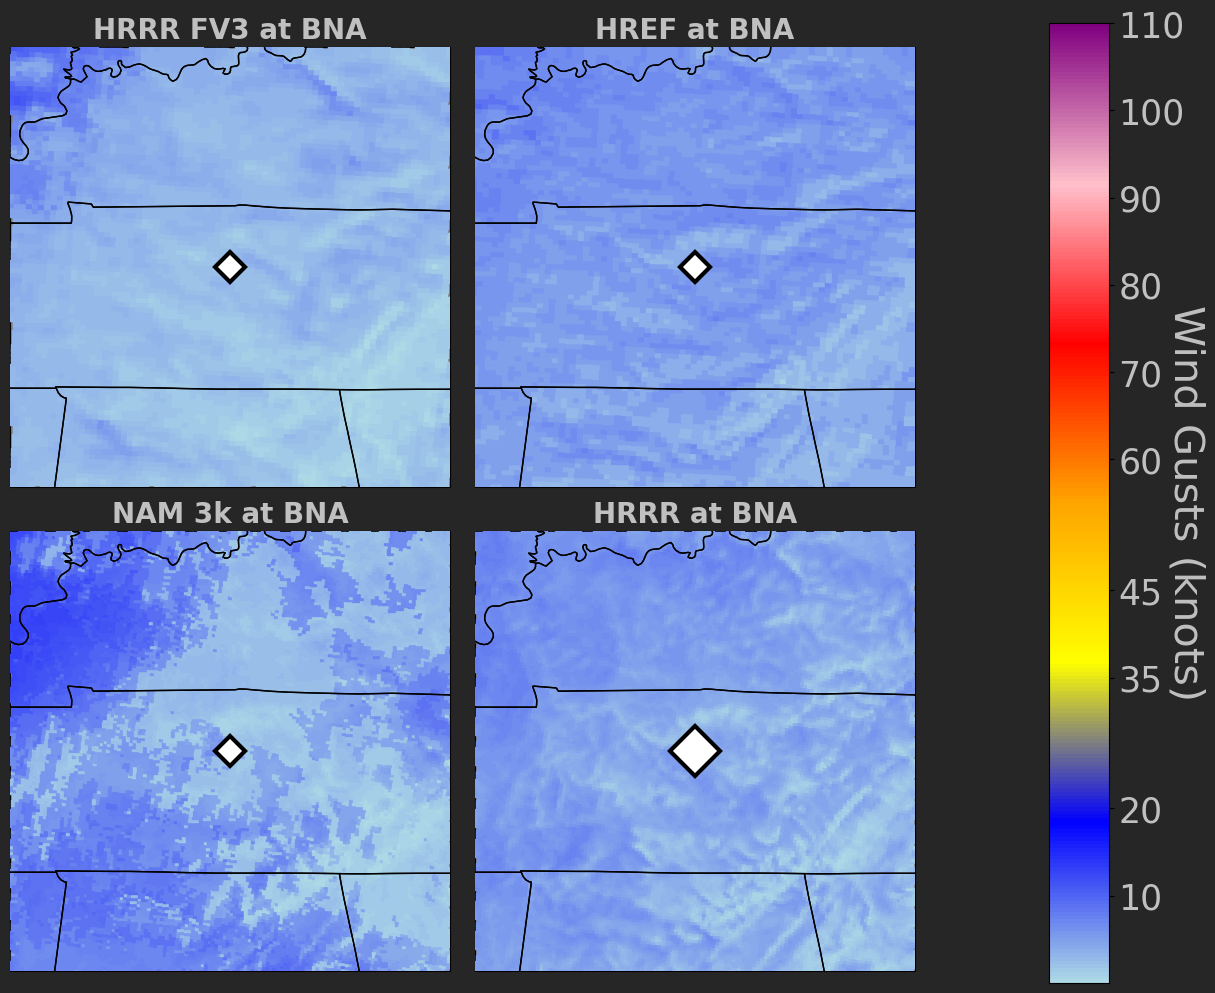 HRRR FV3 at BNA
HREF at BNA
NAM 3k at BNA
HRRR at BNA
110
100
90
80
70
60
45
35
20
10
Wind Gusts (knots)